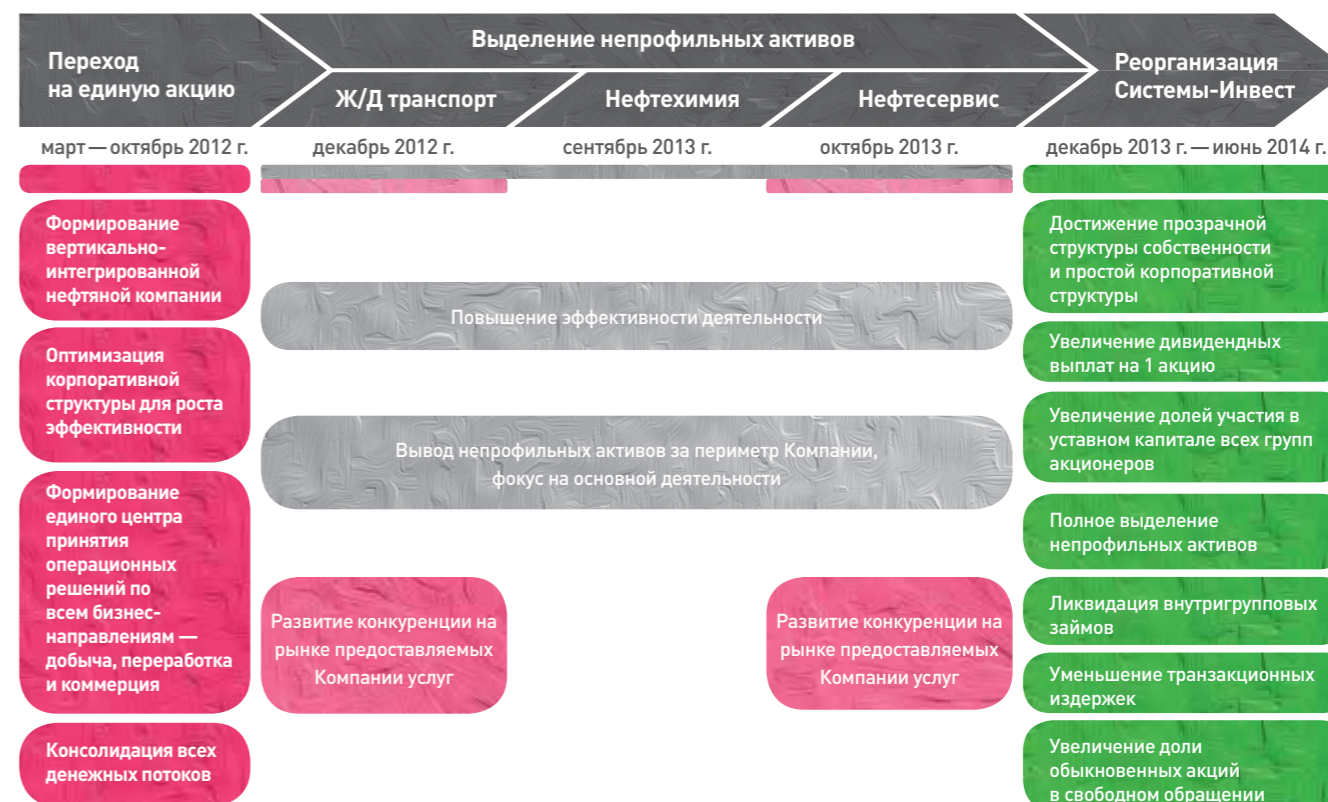 Переход
на единую акцию
Выделение непрофильных активов
Ж/Д транспорт
Нефтехимия
Нефтесервис
Реорганизация
Системы-Инвест
март — октябрь 2012 г.
декабрь 2012 г.
сентябрь 2013 г.
октябрь 2013 г.
декабрь 2013 г. — июнь 2014 г.
Формирование
вертикально-
интегрированной
нефтяной компании
Оптимизация
корпоративной
структуры для роста
эффективности
Формирование
единого центра
принятия
операционных
решений по
всем бизнес-
направлениям —
добыча, переработка
и коммерция
Консолидация всех
денежных потоков
Повышение эффективности деятельности
Вывод непрофильных активов за периметр Компании,
фокус на основной деятельности
Развитие конкуренции на
рынке предоставляемых
Компании услуг
Развитие конкуренции на
рынке предоставляемых
Компании услуг
Достижение прозрачной
структуры собственности
и простой корпоративной
структуры
Увеличение дивидендных
выплат на 1 акцию
Увеличение долей участия в
уставном капитале всех групп
акционеров
Полное выделение
непрофильных активов
Ликвидация внутригрупповых
займов
Уменьшение транзакционных
издержек
Увеличение доли
обыкновенных акций
в свободном обращении